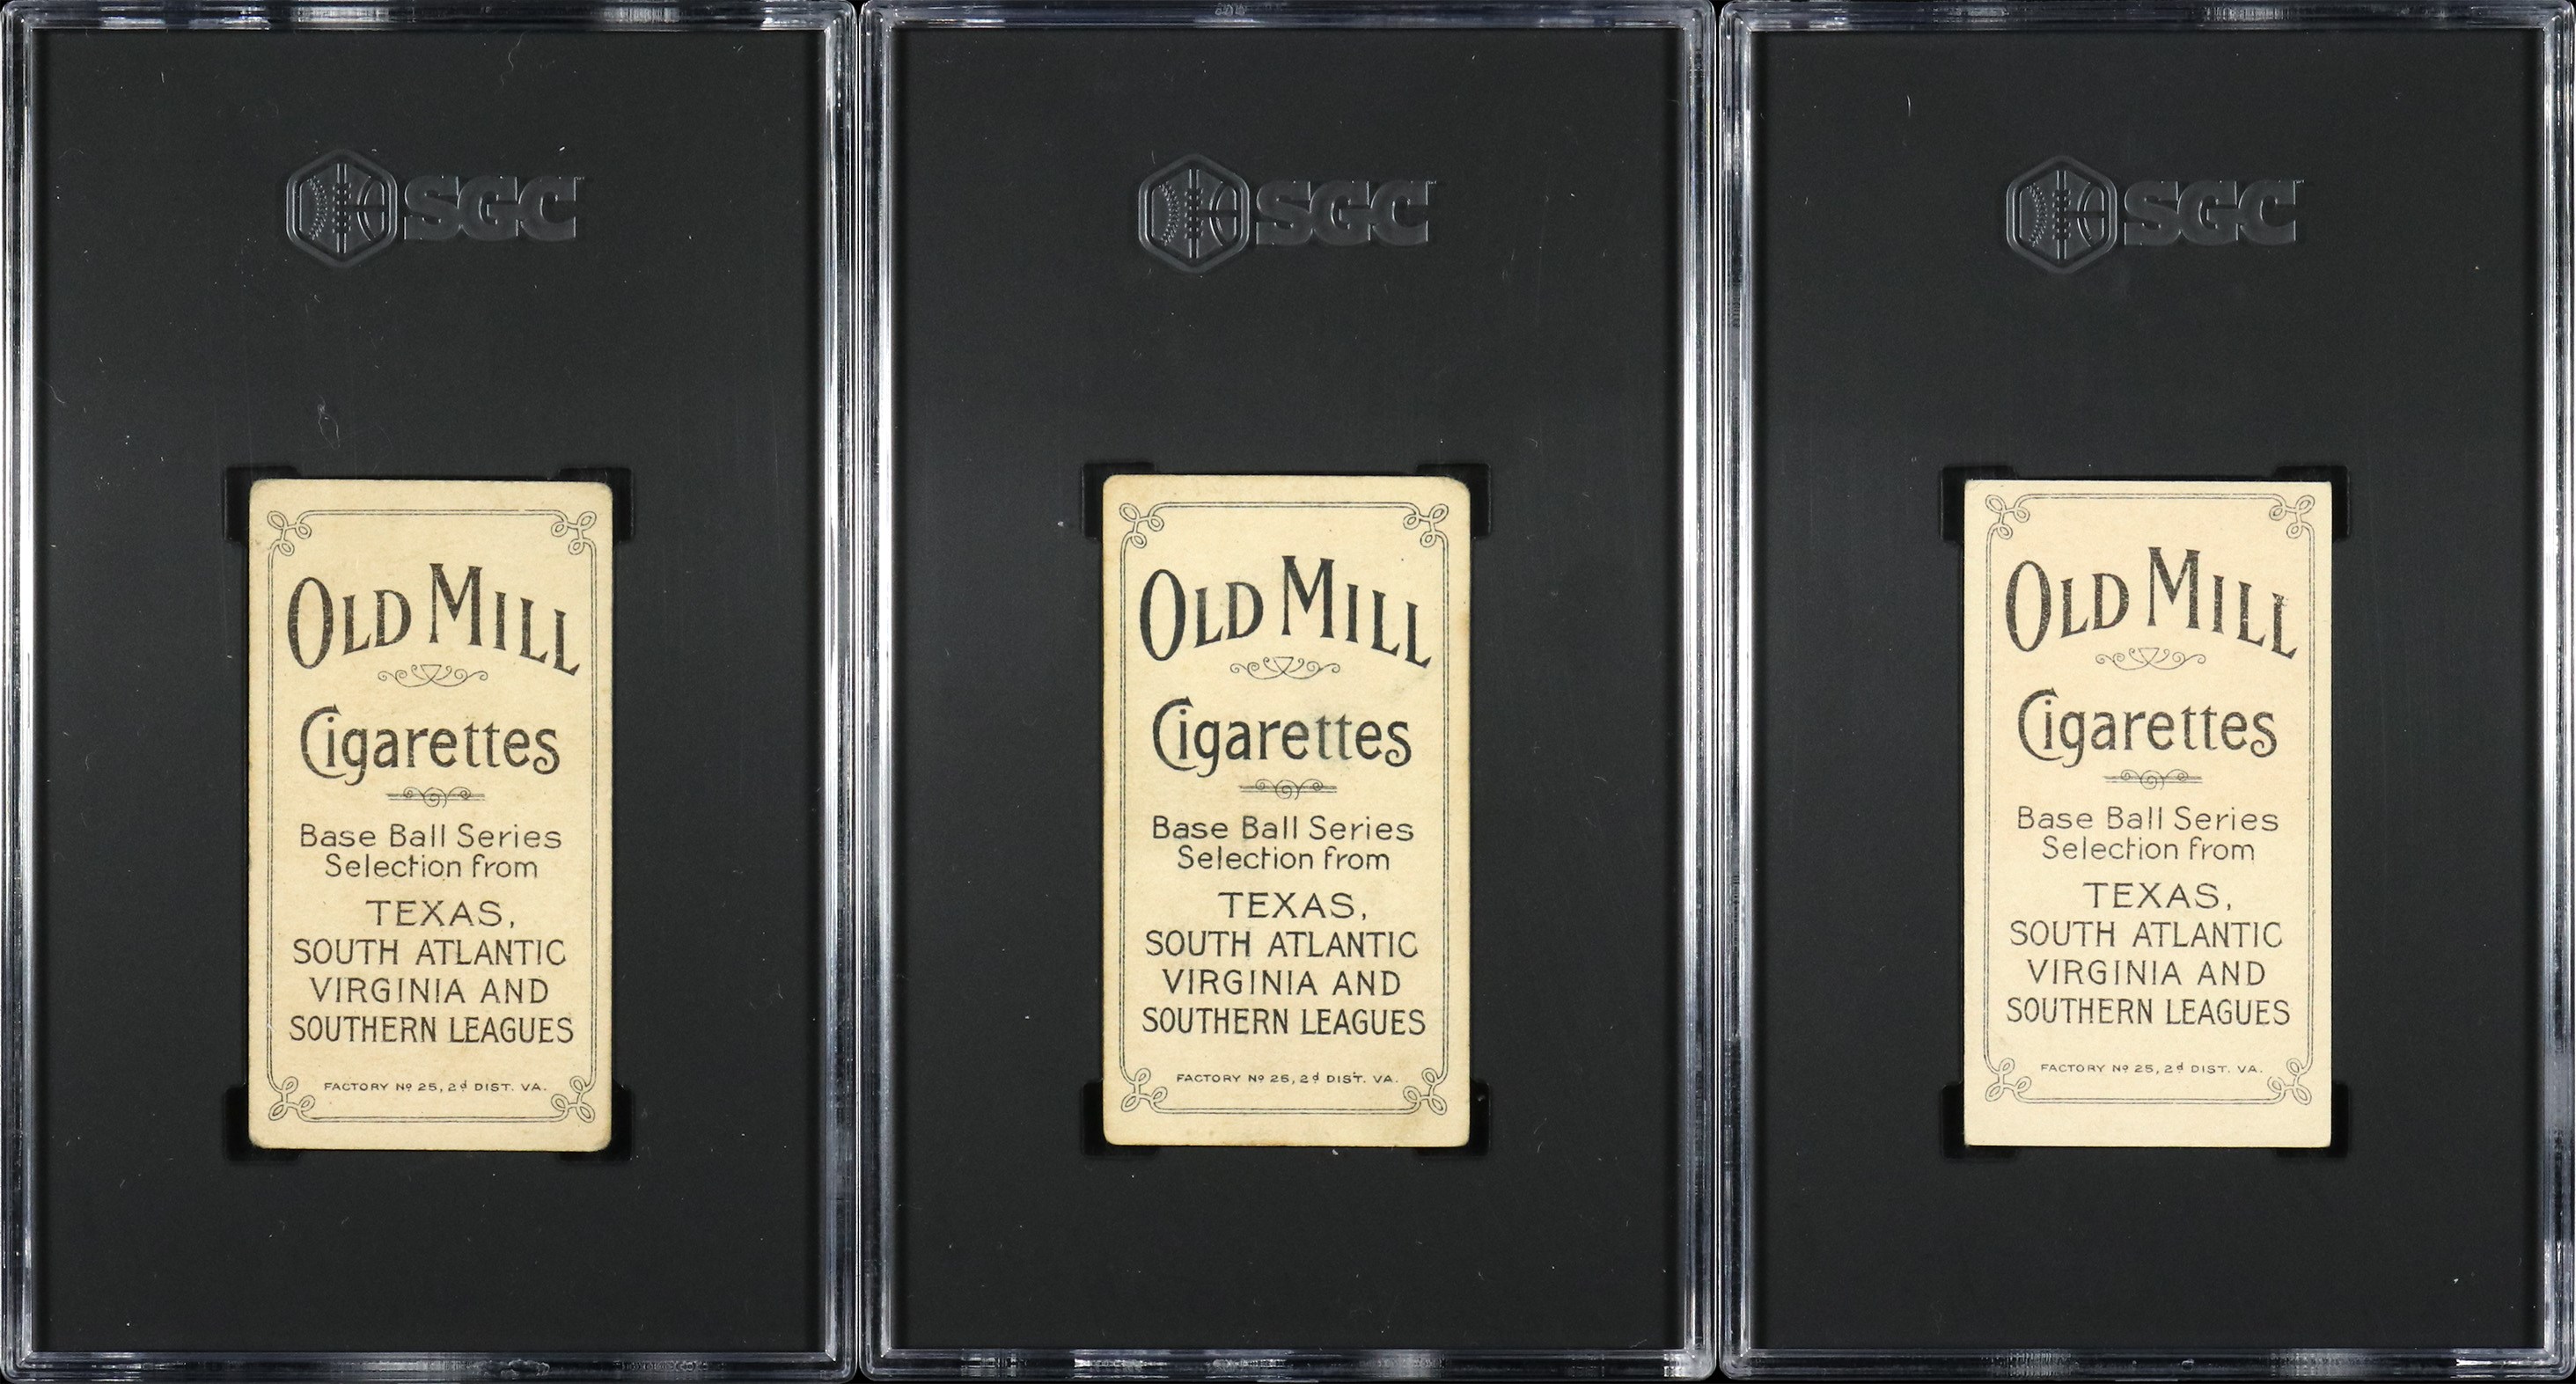 SGC
OLD MILL
Cigarettes
Base Ball Series
Selection from
TEXAS,
SOUTH ATLANTIC
VIRGINIA AND
SOUTHERN LEAGUES
FACTORY Nº 25, 2d DIST. VA.
SGC
OLD MILL
Cigarettes
Base Ball Series
Selection from
TEXAS,
SOUTH ATLANTIC
VIRGINIA AND
SOUTHERN LEAGUES
FACTORY Nº 25, 2d DIST. VA.
SGC
OLD MILL
Cigarettes
Base Ball Series
Selection from
TEXAS,
SOUTH ATLANTIC
VIRGINIA AND
SOUTHERN LEAGUES
FACTORY Nº 25, 2d DIST. VA.